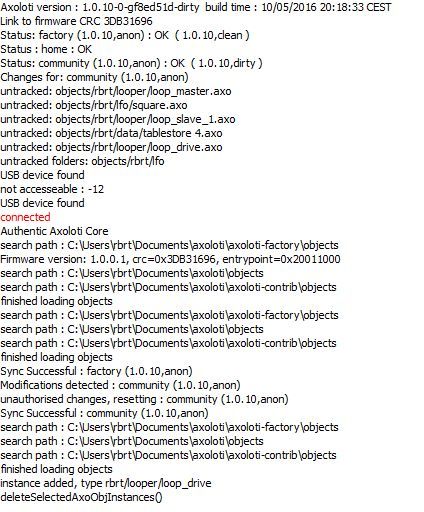 Axoloti version : 1.0.10-0-gf8ed51d-dirty  build time : 10/05/2016 20:18:33 CEST
Link to firmware CRC 3DB31696
Status: factory (1.0.10,anon) : OK  ( 1.0.10,clean )
Status : home : OK
Status: community (1.0.10,anon) : OK  ( 1.0.10,dirty )
Changes for: community (1.0.10,anon)
untracked: objects/rbrt/looper/loop_master.axo
untracked: objects/rbrt/lfo/square.axo
untracked: objects/rbrt/looper/loop_slave_1.axo
untracked: objects/rbrt/data/tablestore 4.axo
untracked: objects/rbrt/looper/loop_drive.axo
untracked folders: objects/rbrt/lfo
USB device found
not accesseable : -12
USB device found
connected
Authentic Axoloti Core
search path : C:\Users\rbrt\Documents\axoloti\axoloti-factory\objects
Firmware version: 1.0.0.1, crc=0x3DB31696, entrypoint=0x20011000
search path : C:\Users\rbrt\Documents\axoloti\objects
search path : C:\Users\rbrt\Documents\axoloti\axoloti-contrib\objects
finished loading objects
search path : C:\Users\rbrt\Documents\axoloti\axoloti-factory\objects
search path : C:\Users\rbrt\Documents\axoloti\objects
search path : C:\Users\rbrt\Documents\axoloti\axoloti-contrib\objects
finished loading objects
Sync Successful : factory (1.0.10,anon)
Modifications detected : community (1.0.10,anon)
unauthorised changes, resetting : community (1.0.10,anon)
Sync Successful : community (1.0.10,anon)
search path : C:\Users\rbrt\Documents\axoloti\axoloti-factory\objects
search path : C:\Users\rbrt\Documents\axoloti\objects
search path : C:\Users\rbrt\Documents\axoloti\axoloti-contrib\objects
finished loading objects
instance added, type rbrt/looper/loop_drive
deleteSelectedAxoObjInstances()